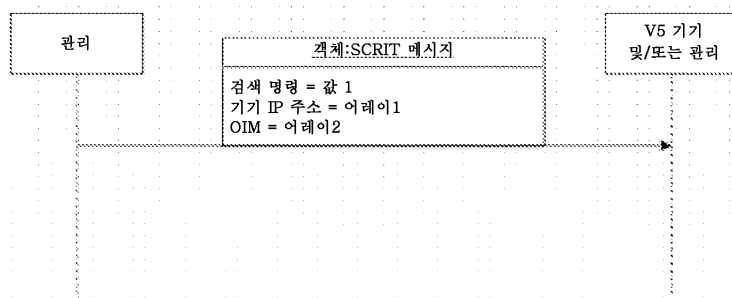 관리
객체:SCRIT 메시지
검색 명령 = 값 1
기기 IP 주소 = 어레이1
OIM = 어레이2
V5 기기
및/또는 관리